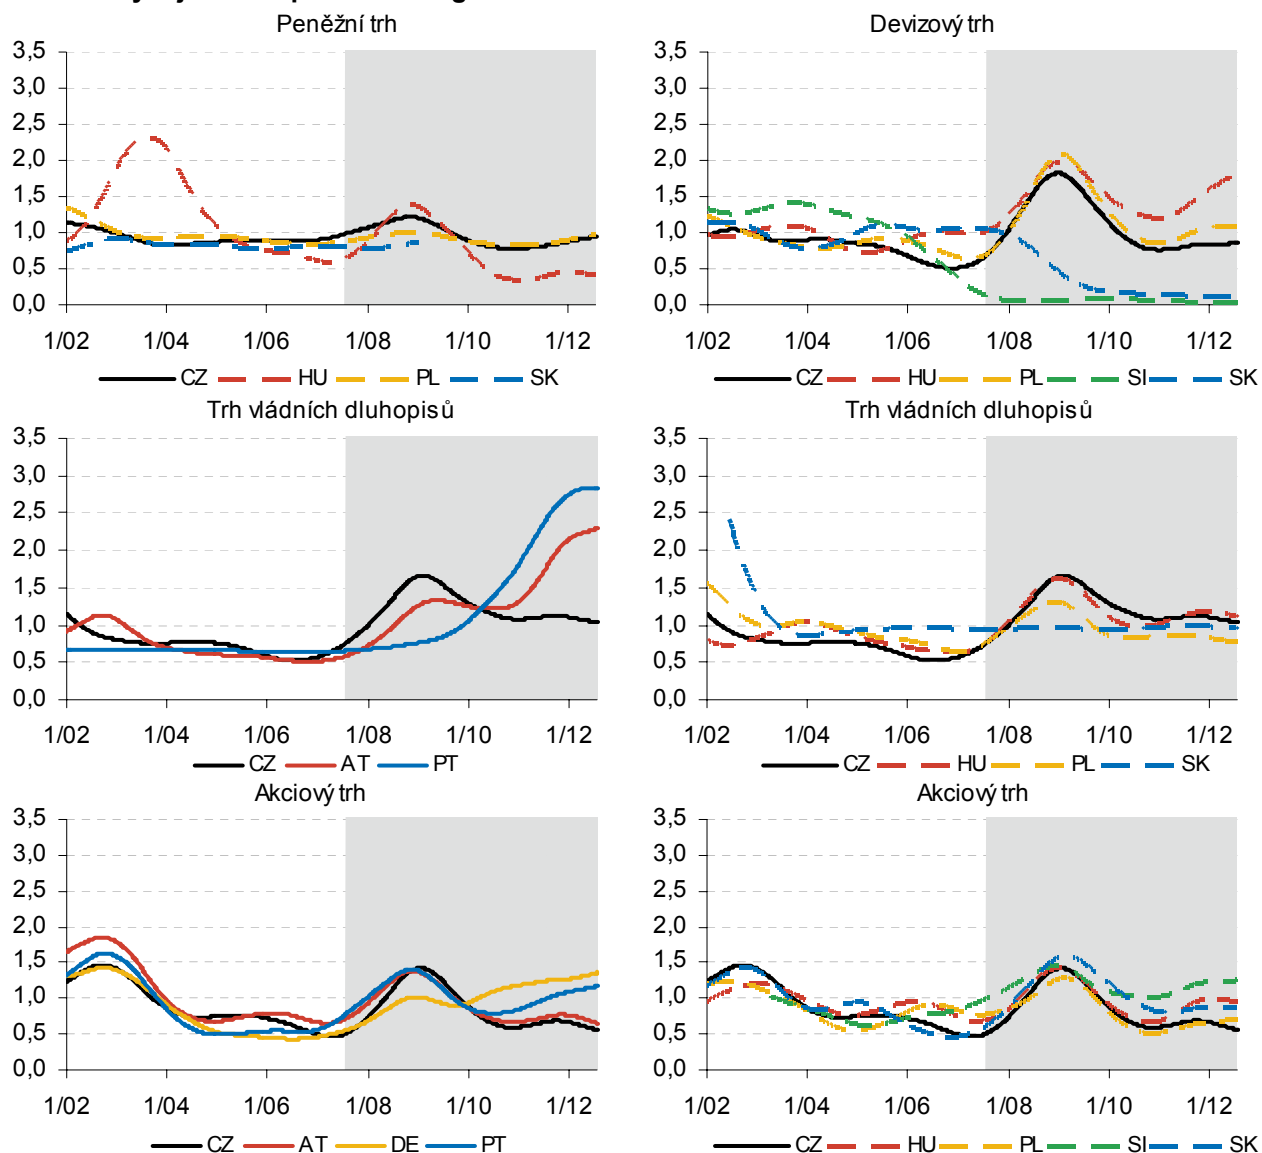 Peněžní trh
3,5
3,0
2,5
2,0
1,5
1,0
0,5
0,0
1/02 1/04 1/06 1/08 1/10 1/12
CZ HU PL SK
Devizový trh
3,5
3,0
2,5
2,0
1,5
1,0
0,5
0,0
1/02 1/04 1/06 1/08 1/10 1/12
CZ HU PL SI SK
Trh vládních dluhopisů
3,5
3,0
2,5
2,0
1,5
1,0
0,5
0,0
1/02 1/04 1/06 1/08 1/10 1/12
CZ AT PT
Trh vládních dluhopisů
3,5
3,0
2,5
2,0
1,5
1,0
0,5
0,0
1/02 1/04 1/06 1/08 1/10 1/12
CZ HU PL SK
Akciový trh
3,5
3,0
2,5
2,0
1,5
1,0
0,5
0,0
1/02 1/04 1/06 1/08 1/10 1/12
CZ AT DE PT
Akciový trh
3,5
3,0
2,5
2,0
1,5
1,0
0,5
0,0
1/02 1/04 1/06 1/08 1/10 1/12
CZ HU PL SI SK